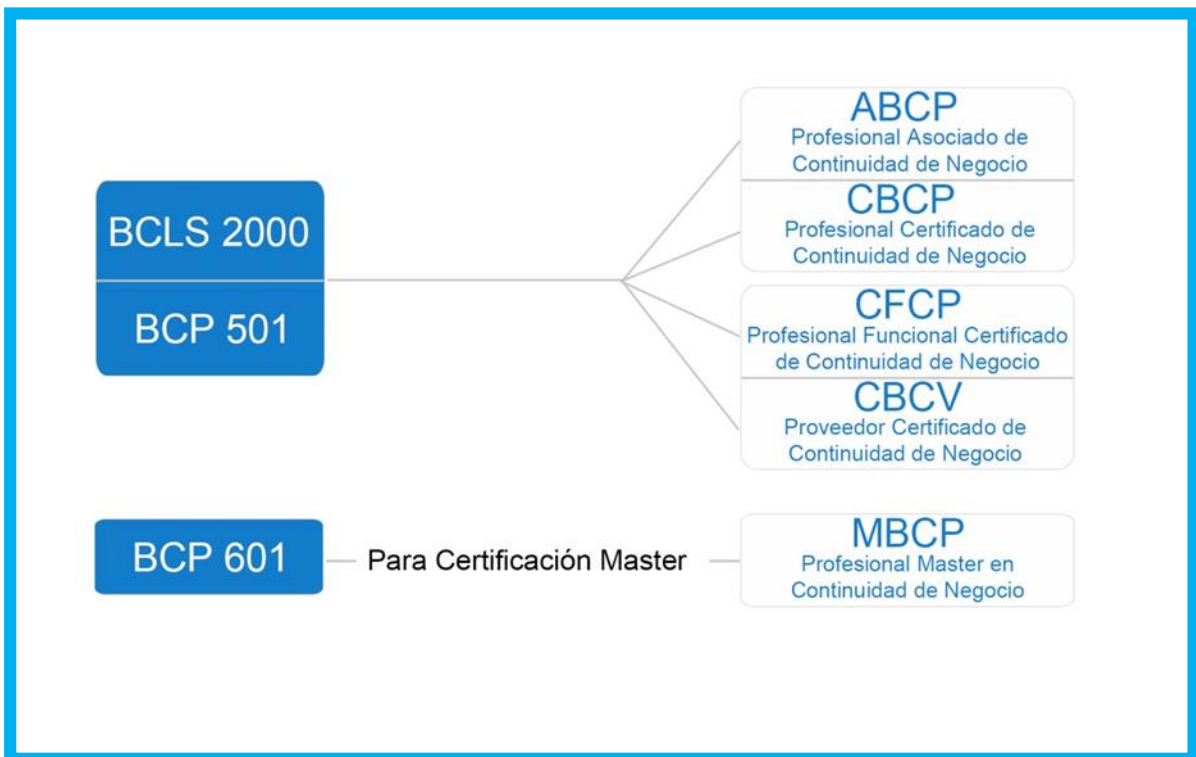 BCLS 2000
BCP 501
ABCP
Profesional Asociado de
Continuidad de Negocio
CBCP
Profesional Certificado de
Continuidad de Negocio
CFCP
Profesional Funcional Certificado
de Continuidad de Negocio
CBCV
Proveedor Certificado de
Continuidad de Negocio
BCP 601
Para Certificación Master
MBCP
Profesional Master en
Continuidad de Negocio